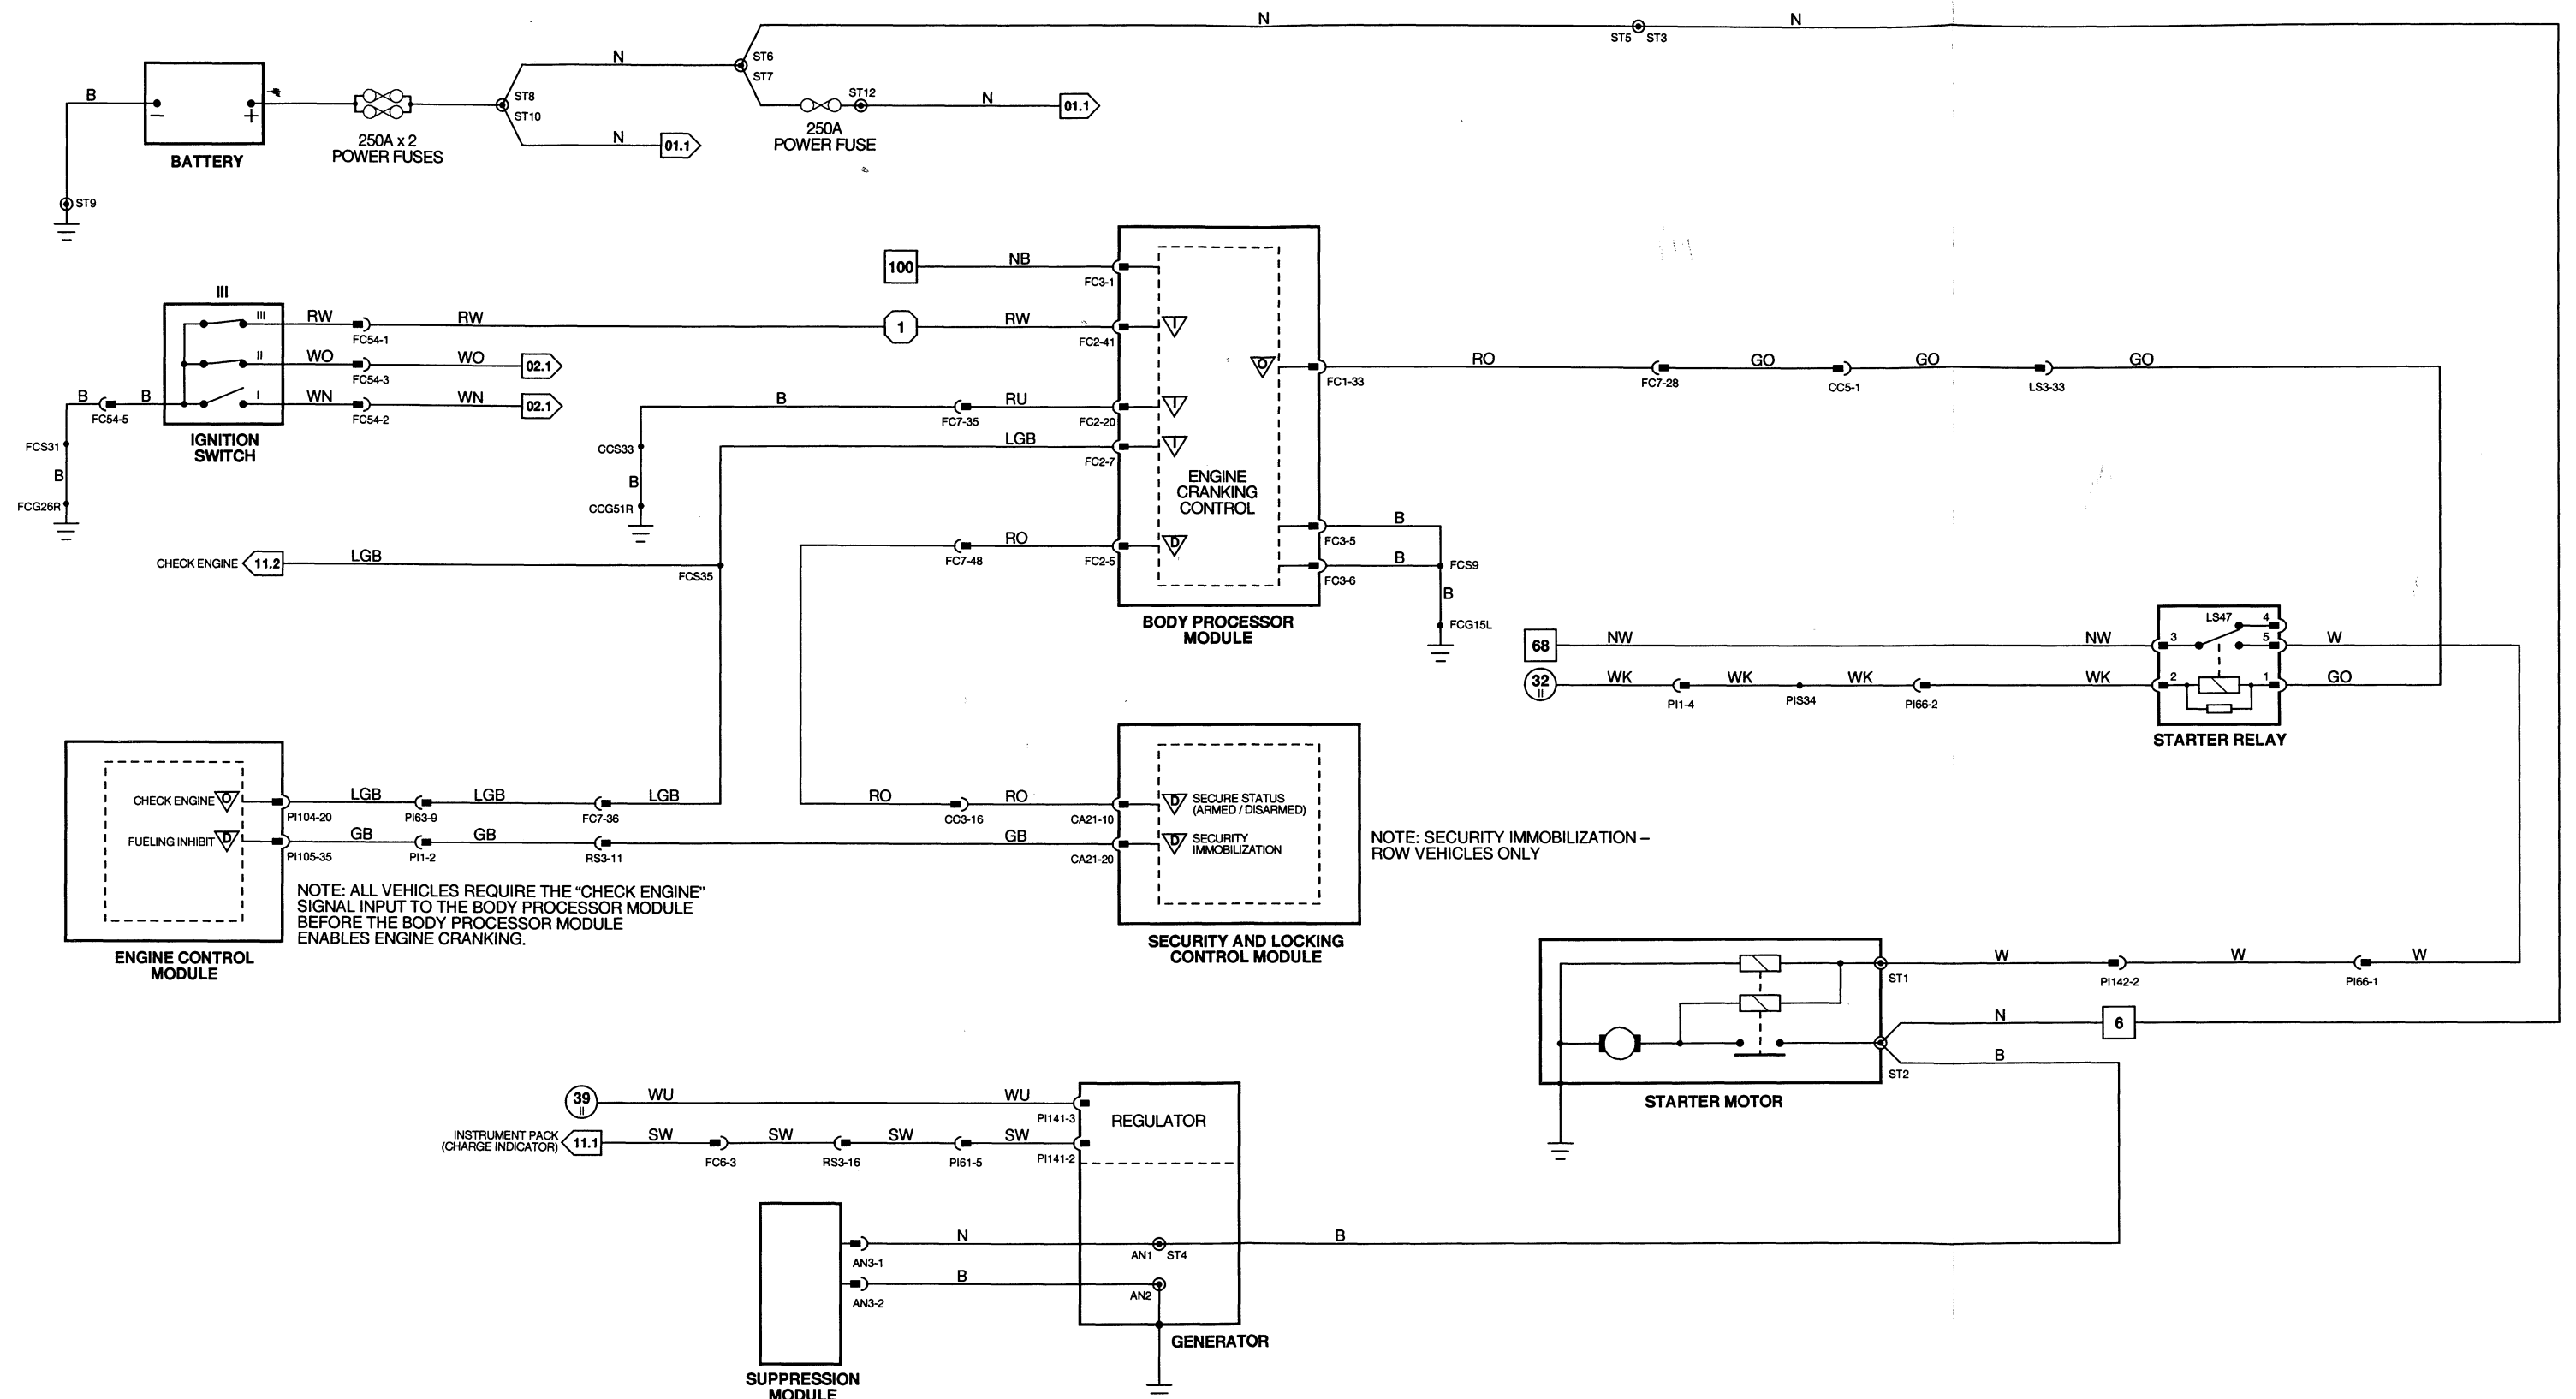 N
ST5
ST3
N
N
ST6
ST7
B
BATTERY
250A x 2
POWER FUSES
ST8
ST10
N
01.1
250A
POWER FUSE
ST12
N
01.1
ST9
III
III
RW
FC54-1
RW
1
RW
FC2-41
II
WO
FC54-3
WO
02.1
I
WN
FC54-2
WN
02.1
B
FC54-5
B
IGNITION
SWITCH
FCS31
B
FCG26R
100
NB
FC3-1
B
FC7-35
RU
FC2-20
CCS33
B
CCG51R
LGB
FC2-7
CHECK ENGINE
11.2
LGB
FCS35
FC7-48
RO
FC2-5
I
I
I
D
O
ENGINE
CRANKING
CONTROL
BODY PROCESSOR
MODULE
FC1-33
RO
FC7-28
GO
CC5-1
GO
LS3-33
GO
FC3-5
B
FC3-6
B
FCS9
B
FCG15L
68
NW
NW
3
LS47
4
5
W
32
II
WK
PI1-4
WK
PIS34
WK
PI66-2
WK
2
1
GO
STARTER RELAY
CHECK ENGINE
O
PI104-20
LGB
PI63-9
LGB
FC7-36
LGB
FUELING INHIBIT
D
PI105-35
GB
PI1-2
GB
RS3-11
GB
CA21-20
RO
CC3-16
RO
CA21-10
D
SECURE STATUS
(ARMED / DISARMED)
D
SECURITY
IMMOBILIZATION
NOTE: SECURITY IMMOBILIZATION –
ROW VEHICLES ONLY
NOTE: ALL VEHICLES REQUIRE THE “CHECK ENGINE”
SIGNAL INPUT TO THE BODY PROCESSOR MODULE
BEFORE THE BODY PROCESSOR MODULE
ENABLES ENGINE CRANKING.
ENGINE CONTROL
MODULE
SECURITY AND LOCKING
CONTROL MODULE
ST1
W
PI142-2
W
PI66-1
W
N
6
B
ST2
STARTER MOTOR
39
II
WU
WU
PI141-3
REGULATOR
INSTRUMENT PACK
(CHARGE INDICATOR)
11.1
SW
FC6-3
SW
RS3-16
SW
PI61-5
SW
PI141-2
AN3-1
N
AN1
ST4
B
AN3-2
B
AN2
GENERATOR
SUPPRESSION
MODULE